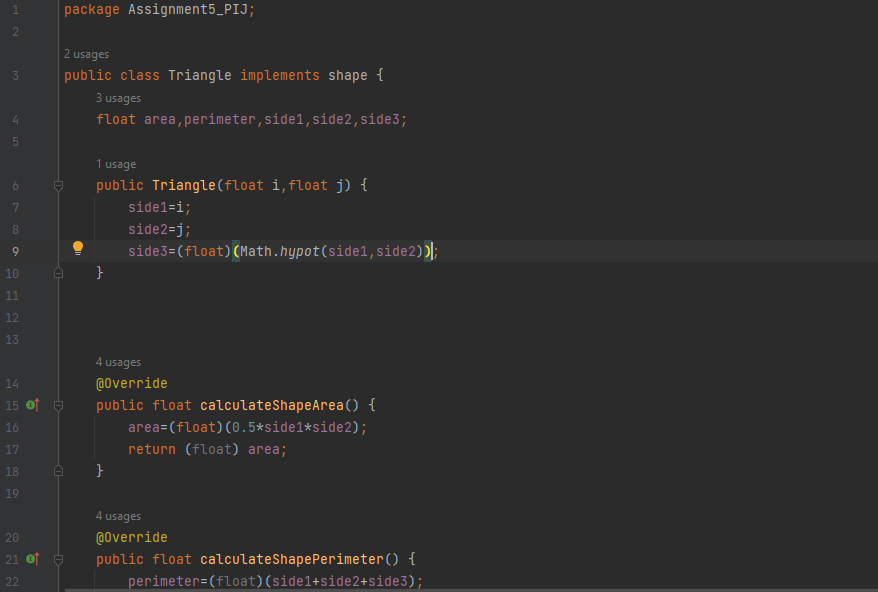 1 package Assignment5_PIJ;
2
2 usages
3 public class Triangle implements shape {
3 usages
4 float area,perimeter,side1,side2,side3;
5
1 usage
6 public Triangle(float i,float j) {
7 side1=i;
8 side2=j;
9 side3=(float)(Math.hypot(side1,side2));
10 }
11
12
13
4 usages
14 @Override
15 public float calculateShapeArea() {
16 area=(float)(0.5*side1*side2);
17 return (float) area;
18 }
19
4 usages
20 @Override
21 public float calculateShapePerimeter() {
22 perimeter=(float)(side1+side2+side3);